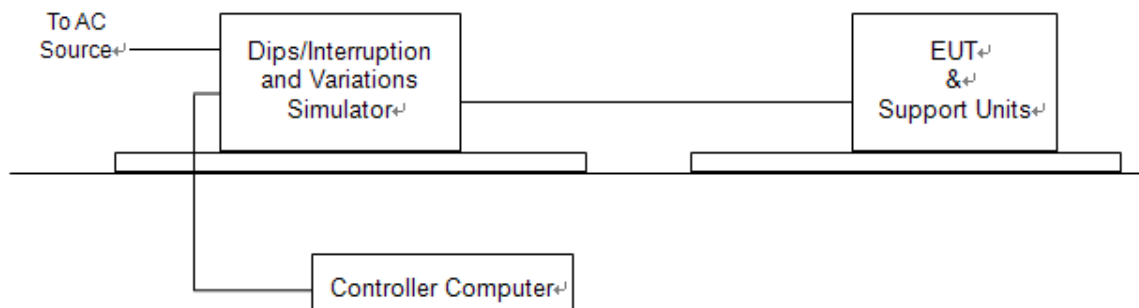 To AC
Source↵
Dips/Interruption
and Variations
Simulator↵
EUT↵
&↵
Support Units↵
Controller Computer↵